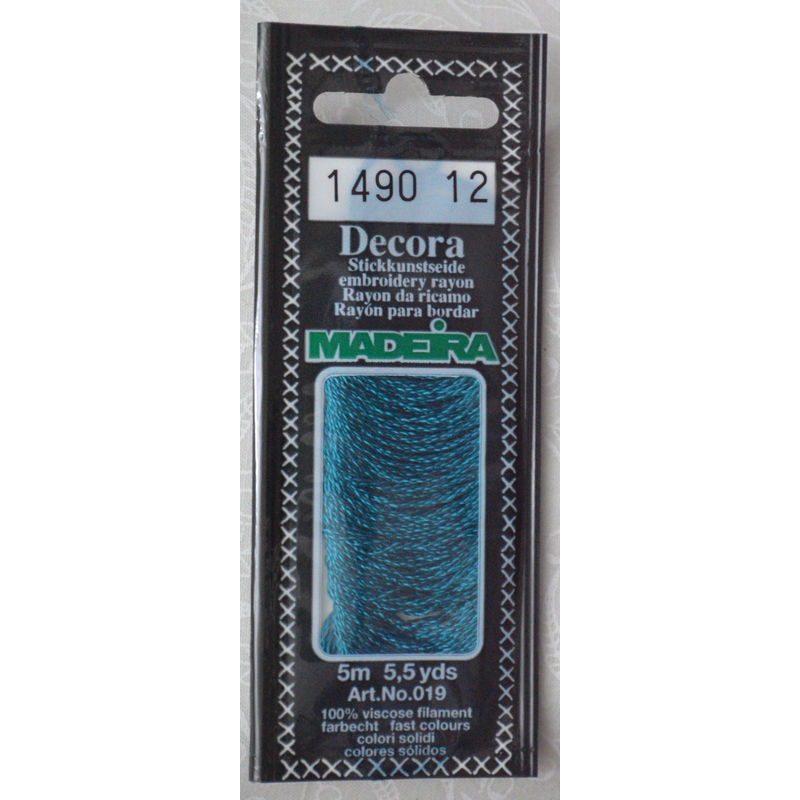 1490 12
Decora
Stickkunstseide
embroidery rayon
Rayon da ricamo
Rayón para bordar
MADEIRA
5m 5,5 yds
Art.No.019
100% viscose filament
farbecht fast colours
colori solidi
colores sólidos